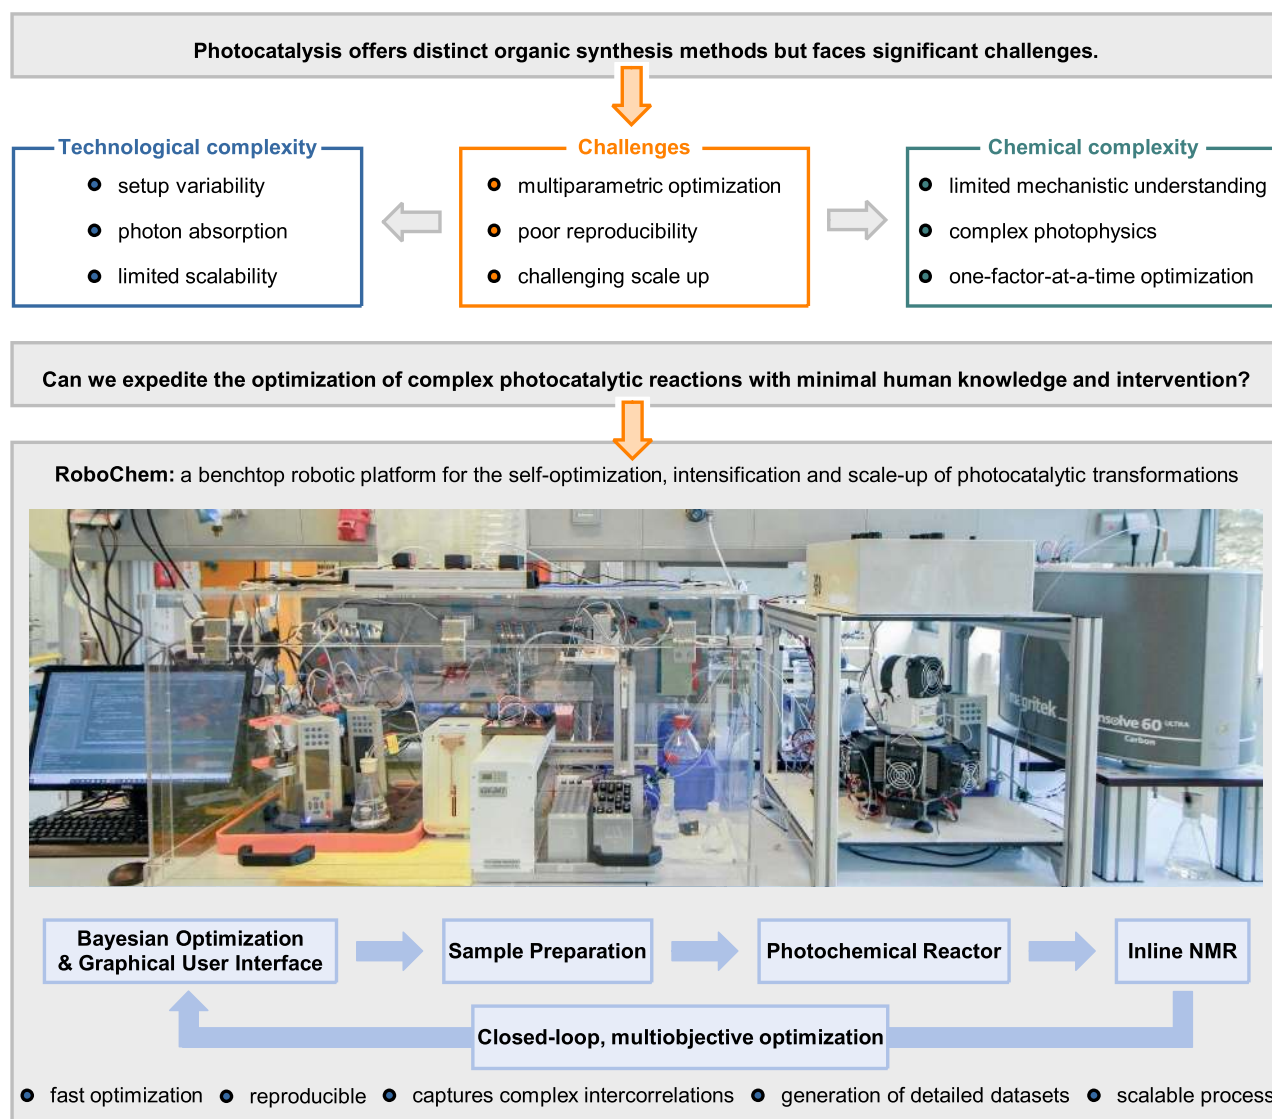 Photocatalysis offers distinct organic synthesis methods but faces significant challenges.
Technological complexity
setup variability
photon absorption
limited scalability
Challenges
multiparametric optimization
poor reproducibility
challenging scale up
Chemical complexity
limited mechanistic understanding
complex photophysics
one-factor-at-a-time optimization
Can we expedite the optimization of complex photocatalytic reactions with minimal human knowledge and intervention?
RoboChem: a benchtop robotic platform for the self-optimization, intensification and scale-up of photocatalytic transformations
magritek
nsolve 60 ULTRA
Carbon
Bayesian Optimization
& Graphical User Interface
Sample Preparation
Photochemical Reactor
Inline NMR
Closed-loop, multiobjective optimization
fast optimization
reproducible
captures complex intercorrelations
generation of detailed datasets
scalable process